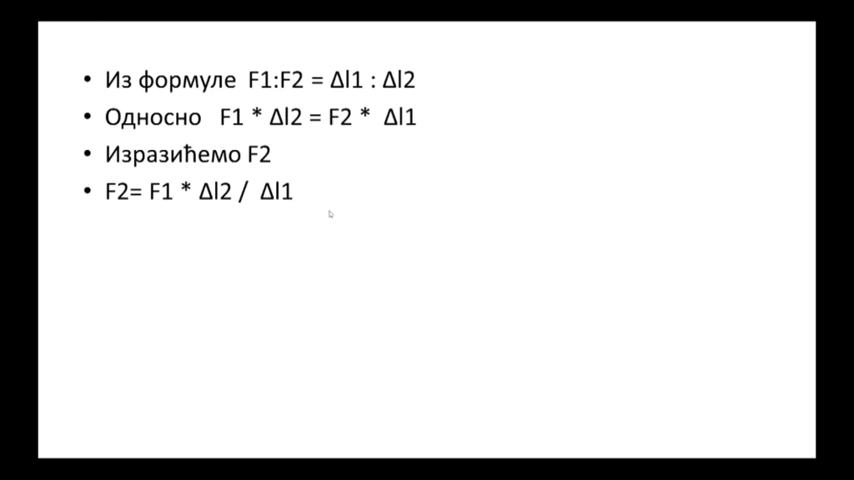 • Из формуле F1:F2 = Δl1 : Δl2
• Односно F1 * Δl2 = F2 * Δl1
• Изразићемо F2
• F2= F1 * Δl2 / Δl1